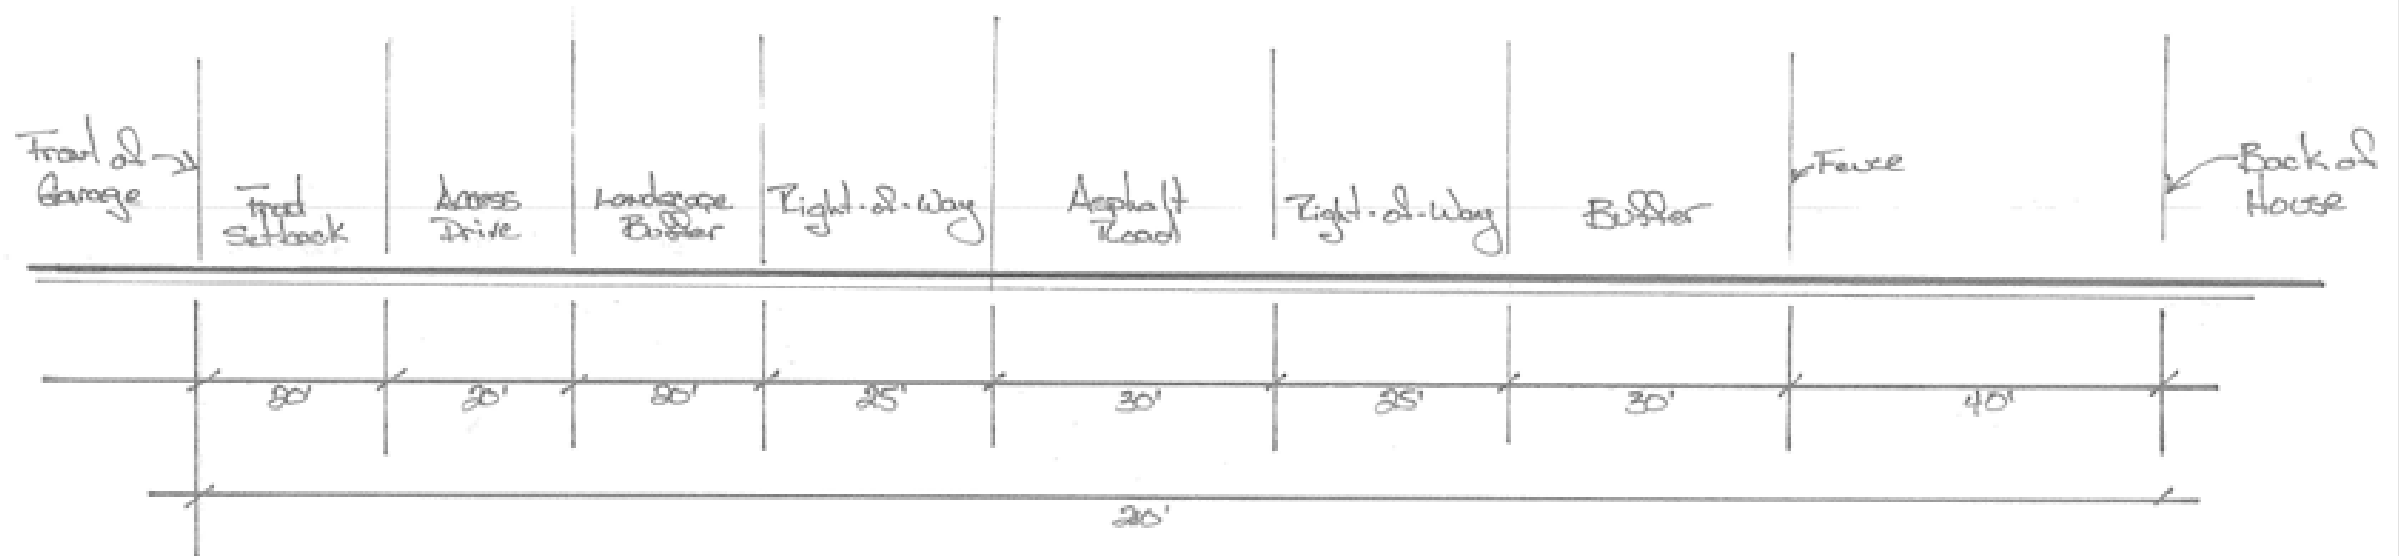 Front of
Garage
Front
Setback
Access
Drive
Landscape
Buffer
Right-of-Way
Asphalt
Road
Right-of-Way
Buffer
Fence
Back of
House
20'
20'
20'
25'
30'
25'
30'
40'
210'